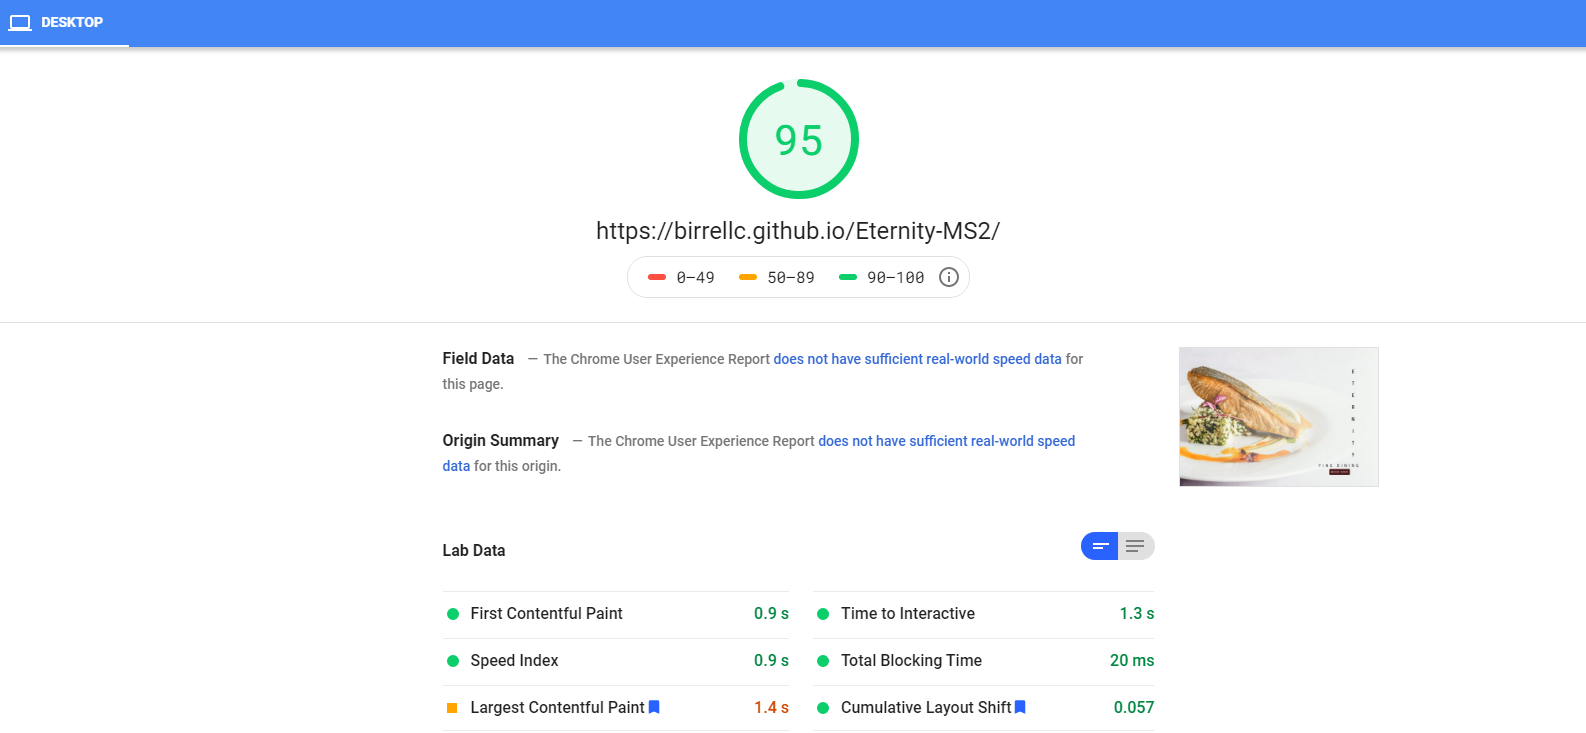 DESKTOP
95
https://birrellc.github.io/Eternity-MS2/
0–49 50–89 90–100
Field Data — The Chrome User Experience Report does not have sufficient real-world speed data for
this page.
Origin Summary — The Chrome User Experience Report does not have sufficient real-world speed
data for this origin.
E
T
E
R
N
I
T
Y
FINE DINING
Lab Data
First Contentful Paint 0.9 s
Time to Interactive 1.3 s
Speed Index 0.9 s
Total Blocking Time 20 ms
Largest Contentful Paint 1.4 s
Cumulative Layout Shift 0.057